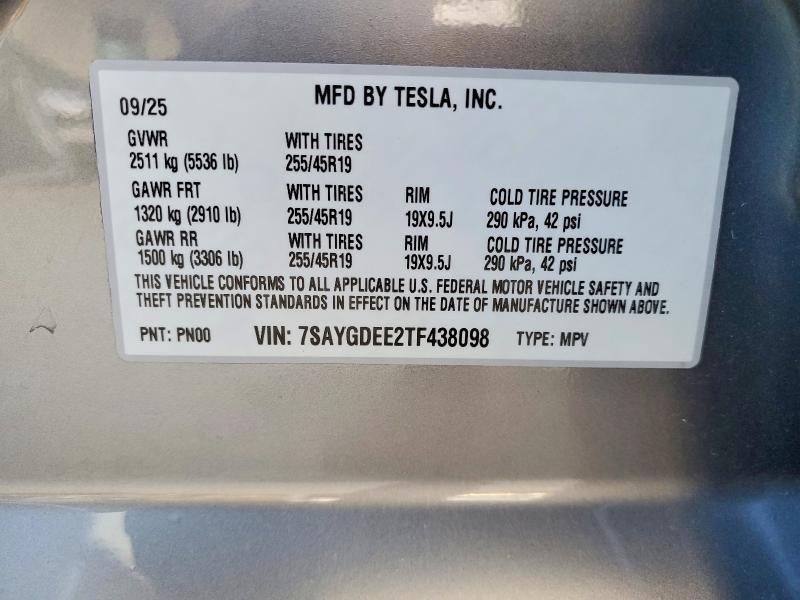 09/25 MFD BY TESLA, INC.
GVWR WITH TIRES
2511 kg (5536 lb) 255/45R19
GAWR FRT WITH TIRES RIM COLD TIRE PRESSURE
1320 kg (2910 lb) 255/45R19 19X9.5J 290 kPa, 42 psi
GAWR RR WITH TIRES RIM COLD TIRE PRESSURE
1500 kg (3306 lb) 255/45R19 19X9.5J 290 kPa, 42 psi
THIS VEHICLE CONFORMS TO ALL APPLICABLE U.S. FEDERAL MOTOR VEHICLE SAFETY AND
THEFT PREVENTION STANDARDS IN EFFECT ON THE DATE OF MANUFACTURE SHOWN ABOVE.
PNT: PN00 VIN: 7SAYGDEE2TF438098 TYPE: MPV